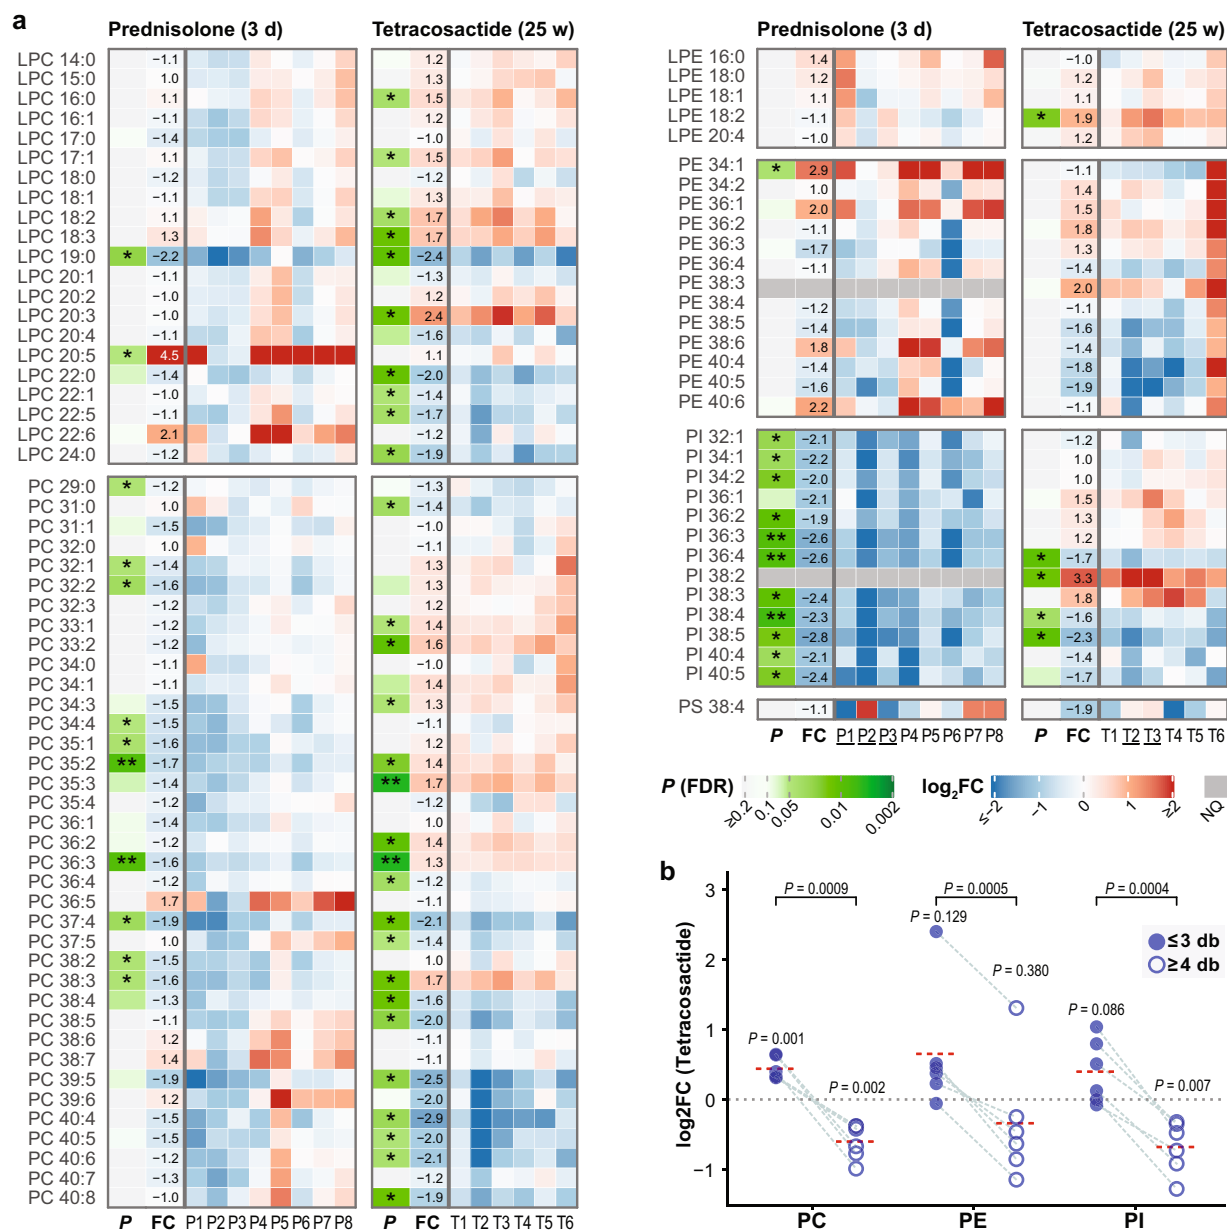 a
Prednisolone (3 d) Tetracosactide (25 w)
LPC 14:0 −1.1 1.2
LPC 15:0 1.0 1.3
LPC 16:0 1.1 * 1.5
LPC 16:1 −1.1 1.2
LPC 17:0 −1.4 −1.0
LPC 17:1 1.1 * 1.5
LPC 18:0 −1.2 −1.2
LPC 18:1 −1.1 1.3
LPC 18:2 1.1 * 1.7
LPC 18:3 1.3 * 1.7
LPC 19:0 * −2.2 * −2.4
LPC 20:1 −1.1 −1.3
LPC 20:2 −1.0 1.2
LPC 20:3 −1.0 * 2.4
LPC 20:4 −1.1 −1.6
LPC 20:5 * 4.5 1.1
LPC 22:0 −1.4 * −2.0
LPC 22:1 −1.0 * −1.4
LPC 22:5 −1.1 * −1.7
LPC 22:6 2.1 −1.2
LPC 24:0 −1.2 * −1.9
PC 29:0 * −1.2 −1.3
PC 31:0 1.0 * −1.4
PC 31:1 −1.5 −1.0
PC 32:0 1.0 −1.1
PC 32:1 * −1.4 1.3
PC 32:2 * −1.6 1.3
PC 32:3 −1.2 1.2
PC 33:1 −1.2 * 1.4
PC 33:2 −1.2 * 1.6
PC 34:0 −1.1 −1.0
PC 34:1 −1.1 1.4
PC 34:3 −1.5 * 1.3
PC 34:4 * −1.5 −1.1
PC 35:1 * −1.6 1.2
PC 35:2 ** −1.7 * 1.4
PC 35:3 −1.4 ** 1.7
PC 35:4 −1.2 −1.2
PC 36:1 −1.4 1.0
PC 36:2 −1.2 * 1.4
PC 36:3 ** −1.6 ** 1.3
PC 36:4 −1.2 * −1.2
PC 36:5 1.7 −1.1
PC 37:4 * −1.9 * −2.1
PC 37:5 1.0 * −1.4
PC 38:2 * −1.5 1.0
PC 38:3 * −1.6 * 1.7
PC 38:4 −1.3 * −1.6
PC 38:5 −1.1 * −2.0
PC 38:6 1.2 −1.1
PC 38:7 1.4 −1.1
PC 39:5 −1.9 * −2.5
PC 39:6 1.2 −2.0
PC 40:4 −1.5 * −2.9
PC 40:5 −1.5 * −2.0
PC 40:6 −1.2 * −2.1
PC 40:7 −1.3 −1.2
PC 40:8 −1.0 * −1.9
P FC P1 P2 P3 P4 P5 P6 P7 P8 P FC T1 T2 T3 T4 T5 T6
Prednisolone (3 d) Tetracosactide (25 w)
LPE 16:0 1.4 −1.0
LPE 18:0 1.2 1.2
LPE 18:1 1.1 1.1
LPE 18:2 −1.1 * 1.9
LPE 20:4 −1.0 1.2
PE 34:1 * 2.9 −1.1
PE 34:2 1.0 1.4
PE 36:1 2.0 1.5
PE 36:2 −1.1 1.8
PE 36:3 −1.7 1.3
PE 36:4 −1.1 −1.4
PE 38:3 2.0
PE 38:4 −1.2 −1.1
PE 38:5 −1.4 −1.6
PE 38:6 1.8 −1.4
PE 40:4 −1.4 −1.8
PE 40:5 −1.6 −1.9
PE 40:6 2.2 −1.1
PI 32:1 * −2.1 −1.2
PI 34:1 * −2.2 1.0
PI 34:2 * −2.0 1.0
PI 36:1 −2.1 1.5
PI 36:2 * −1.9 1.3
PI 36:3 ** −2.6 1.2
PI 36:4 ** −2.6 * −1.7
PI 38:2 * 3.3
PI 38:3 * −2.4 1.8
PI 38:4 ** −2.3 * −1.6
PI 38:5 * −2.8 * −2.3
PI 40:4 * −2.1 −1.4
PI 40:5 * −2.4 −1.7
PS 38:4 −1.1 −1.9
P FC P1 P2 P3 P4 P5 P6 P7 P8 P FC T1 T2 T3 T4 T5 T6
P (FDR) ≥0.2 0.1 0.05 0.01 0.002
log2FC ≤−2 −1 0 1 ≥2 NQ
b
log2FC (Tetracosactide)
3
2
1
0
−1
P = 0.0009 P = 0.0005 P = 0.0004
P = 0.129
≤3 db
≥4 db
P = 0.380
P = 0.086
P = 0.001
P = 0.002 P = 0.007
PC PE PI